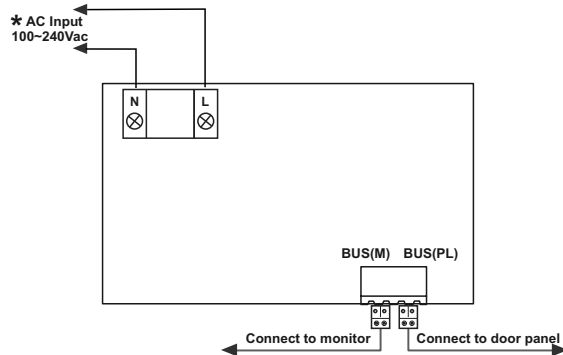 * AC Input
100~240Vac
N L
BUS(M) BUS(PL)
Connect to monitor Connect to door panel